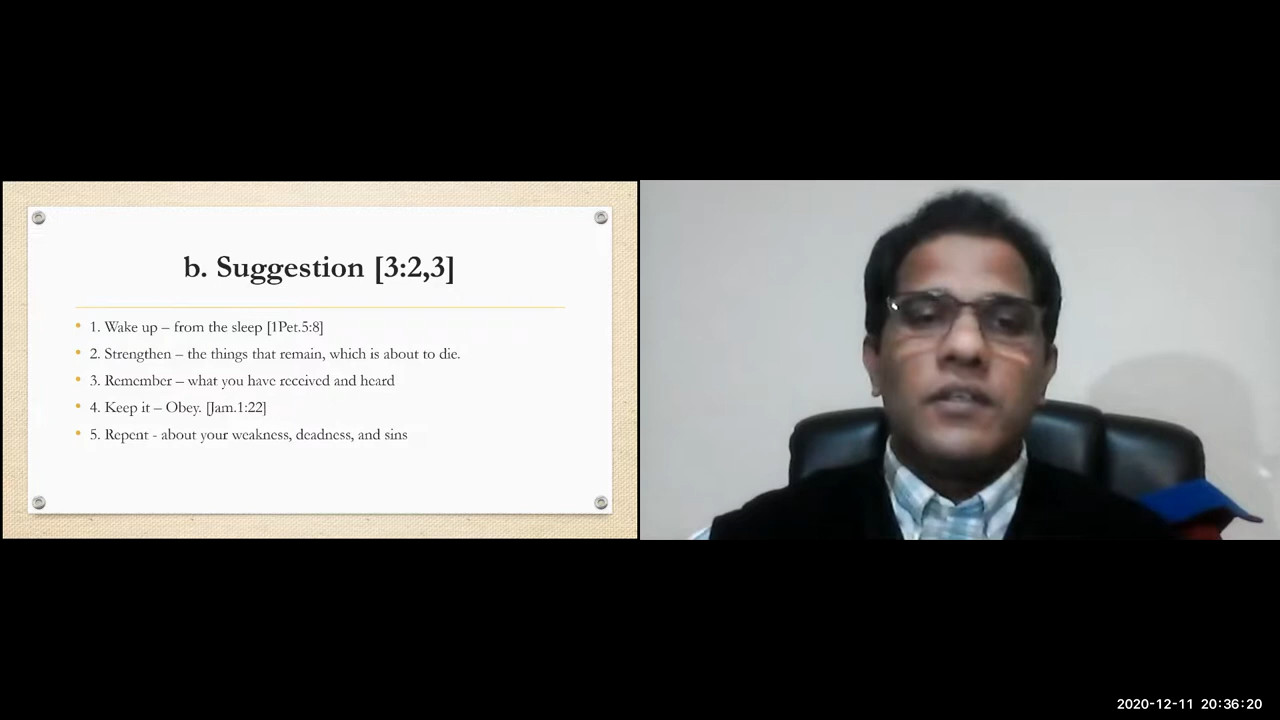 b. Suggestion [3:2,3]
• 1. Wake up – from the sleep [1Pet.5:8]
• 2. Strengthen – the things that remain, which is about to die.
• 3. Remember – what you have received and heard
• 4. Keep it – Obey. [Jam.1:22]
• 5. Repent - about your weakness, deadness, and sins
2020-12-11 20:36:20